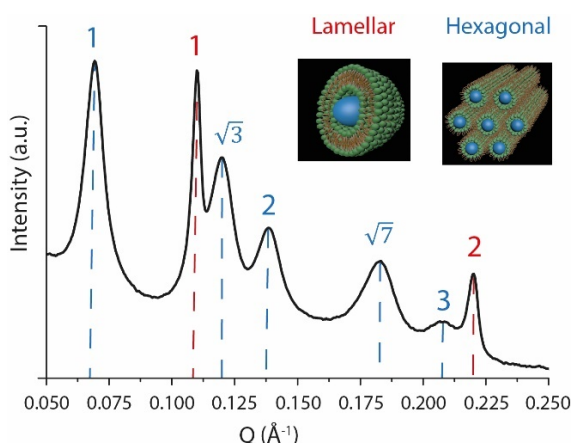 Lamellar Hexagonal
1 1 √3 2 √7 3 2
Intensity (a.u.)
0.050 0.075 0.100 0.125 0.150 0.175 0.200 0.225 0.250
Q (Å⁻¹)